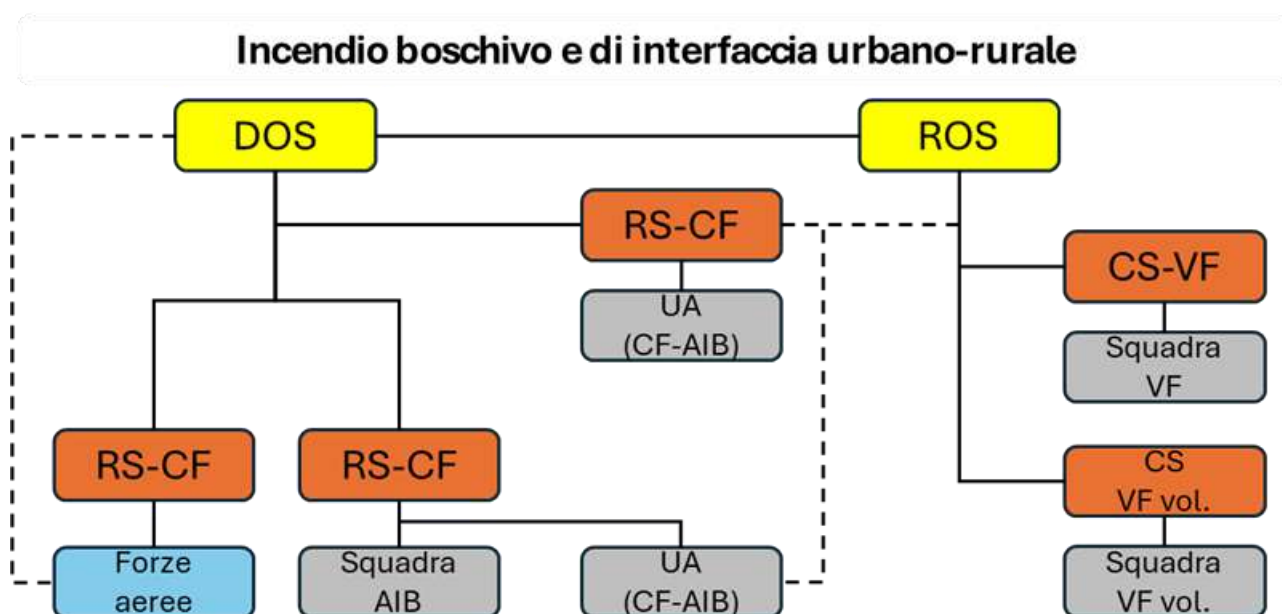 Incendio boschivo e di interfaccia urbano-rurale
DOS
ROS
RS-CF
UA
(CF-AIB)
CS-VF
Squadra
VF
RS-CF
RS-CF
CS
VF vol.
Forze
aeree
Squadra
AIB
UA
(CF-AIB)
Squadra
VF vol.